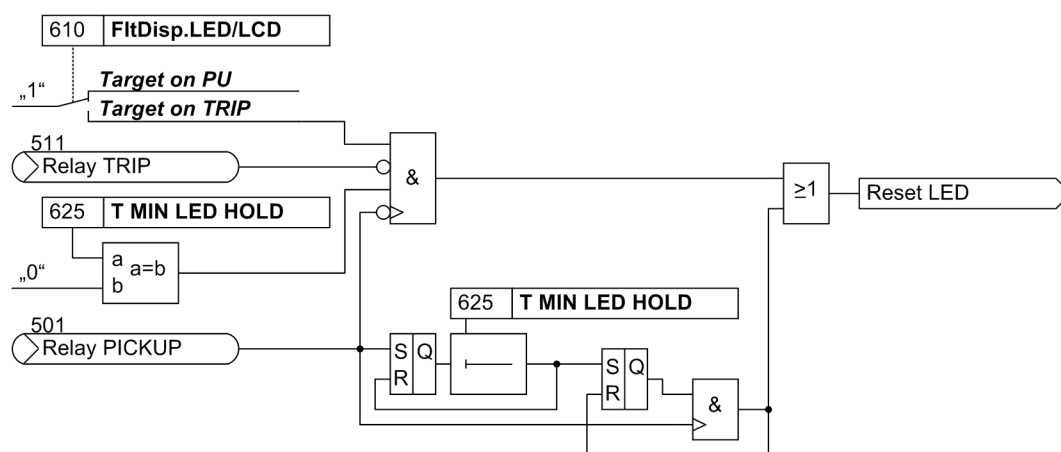 610 FltDisp.LED/LCD
„1“
Target on PU
Target on TRIP
511
Relay TRIP
&
≥1
Reset LED
625 T MIN LED HOLD
„0“
a
b
a=b
625 T MIN LED HOLD
501
Relay PICKUP
S Q
R
S Q
R
&